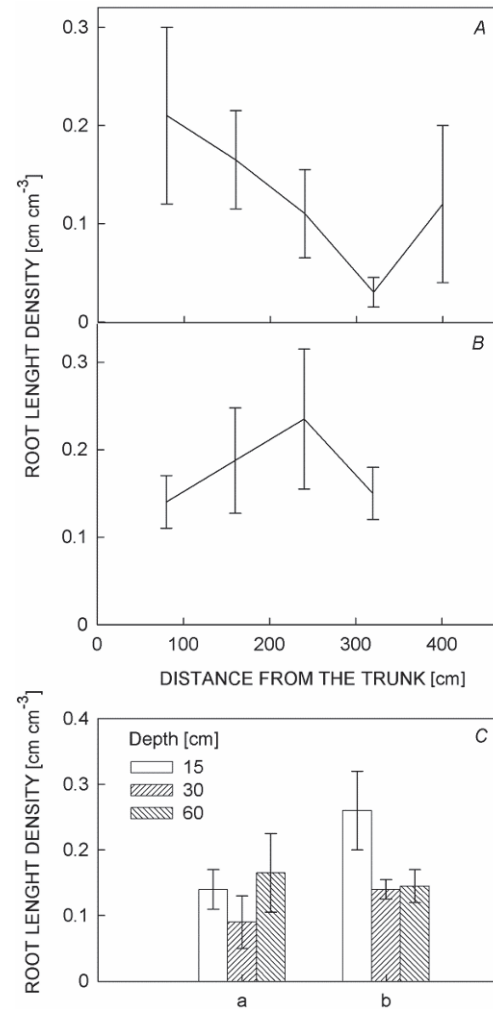 A
0.3
0.2
0.1
0
ROOT LENGHT DENSITY [cm cm⁻³]
B
0.3
0.2
0.1
0.0
0 100 200 300 400
DISTANCE FROM THE TRUNK [cm]
C
ROOT LENGHT DENSITY [cm cm⁻³]
0.4
0.3
0.2
0.1
0
Depth [cm]
15
30
60
a b